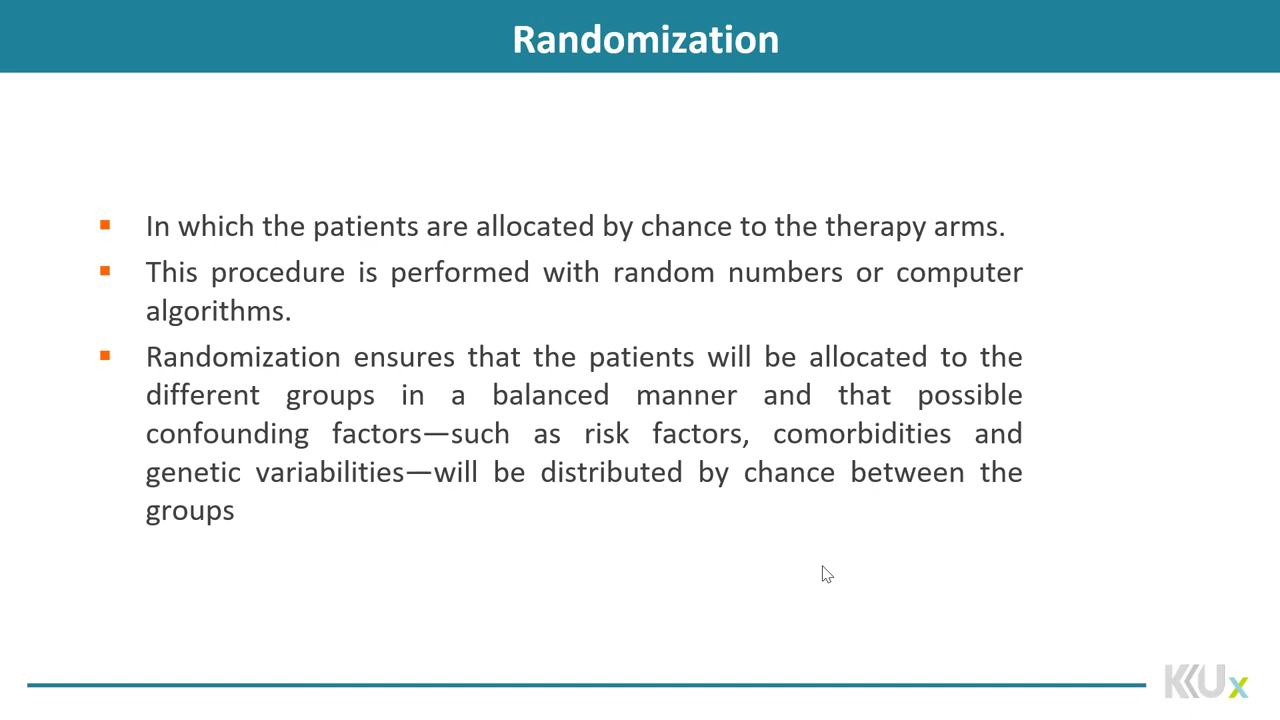 Randomization
▪ In which the patients are allocated by chance to the therapy arms.
▪ This procedure is performed with random numbers or computer
algorithms.
▪ Randomization ensures that the patients will be allocated to the
different groups in a balanced manner and that possible
confounding factors—such as risk factors, comorbidities and
genetic variabilities—will be distributed by chance between the
groups
KKUx